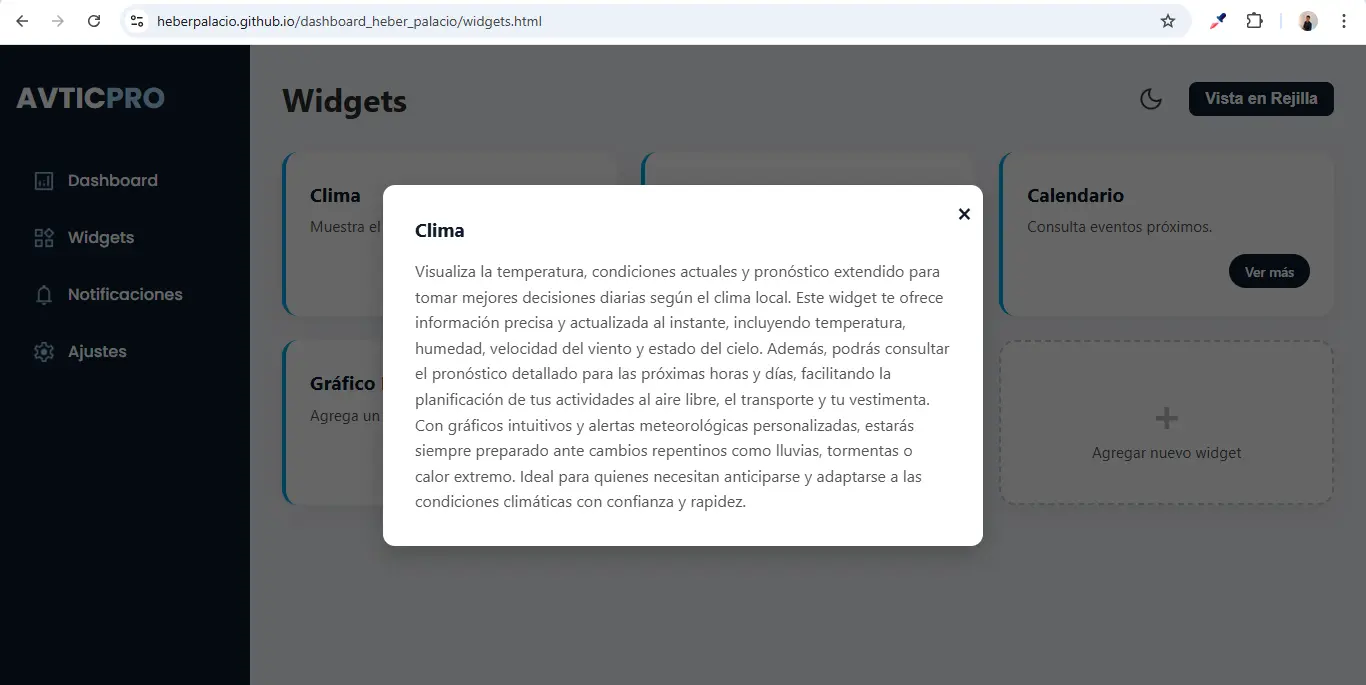 heberpalacio.github.io/dashboard_heber_palacio/widgets.html
AVTICPRO
Dashboard
Widgets
Notificaciones
Ajustes
Widgets
Vista en Rejilla
Clima
Muestra el
Calendario
Consulta eventos próximos.
Ver más
Gráfico
Agrega un
Agregar nuevo widget
Clima
×
Visualiza la temperatura, condiciones actuales y pronóstico extendido para
tomar mejores decisiones diarias según el clima local. Este widget te ofrece
información precisa y actualizada al instante, incluyendo temperatura,
humedad, velocidad del viento y estado del cielo. Además, podrás consultar
el pronóstico detallado para las próximas horas y días, facilitando la
planificación de tus actividades al aire libre, el transporte y tu vestimenta.
Con gráficos intuitivos y alertas meteorológicas personalizadas, estarás
siempre preparado ante cambios repentinos como lluvias, tormentas o
calor extremo. Ideal para quienes necesitan anticiparse y adaptarse a las
condiciones climáticas con confianza y rapidez.